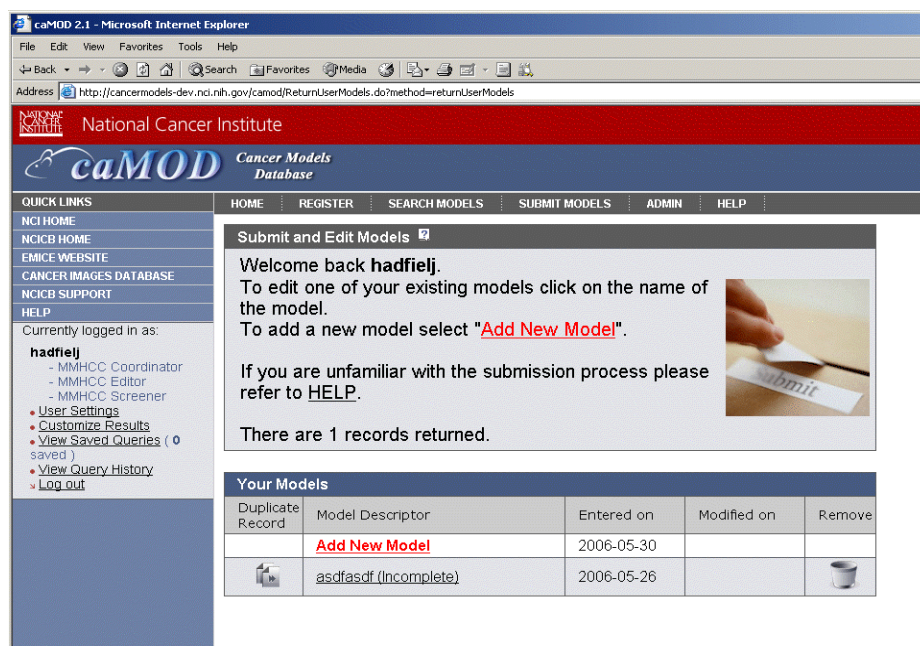 caMOD 2.1 - Microsoft Internet Explorer
File Edit View Favorites Tools Help
Back Search Favorites Media
Address http://cancermodels-dev.nci.nih.gov/camod/ReturnUserModels.do?method=returnUserModels
NATIONAL CANCER INSTITUTE National Cancer Institute
caMOD Cancer Models Database
QUICK LINKS
NCI HOME
NCICB HOME
EMICE WEBSITE
CANCER IMAGES DATABASE
NCICB SUPPORT
HELP
Currently logged in as:
hadfielj
- MMHCC Coordinator
- MMHCC Editor
- MMHCC Screener
User Settings
Customize Results
View Saved Queries ( 0
saved )
View Query History
Log out
HOME REGISTER SEARCH MODELS SUBMIT MODELS ADMIN HELP
Submit and Edit Models ?
Welcome back hadfielj.
To edit one of your existing models click on the name of
the model.
To add a new model select "Add New Model".
If you are unfamiliar with the submission process please
refer to HELP.
There are 1 records returned.
submit
Your Models
Duplicate Record Model Descriptor Entered on Modified on Remove
Add New Model 2006-05-30
asdfasdf (Incomplete) 2006-05-26